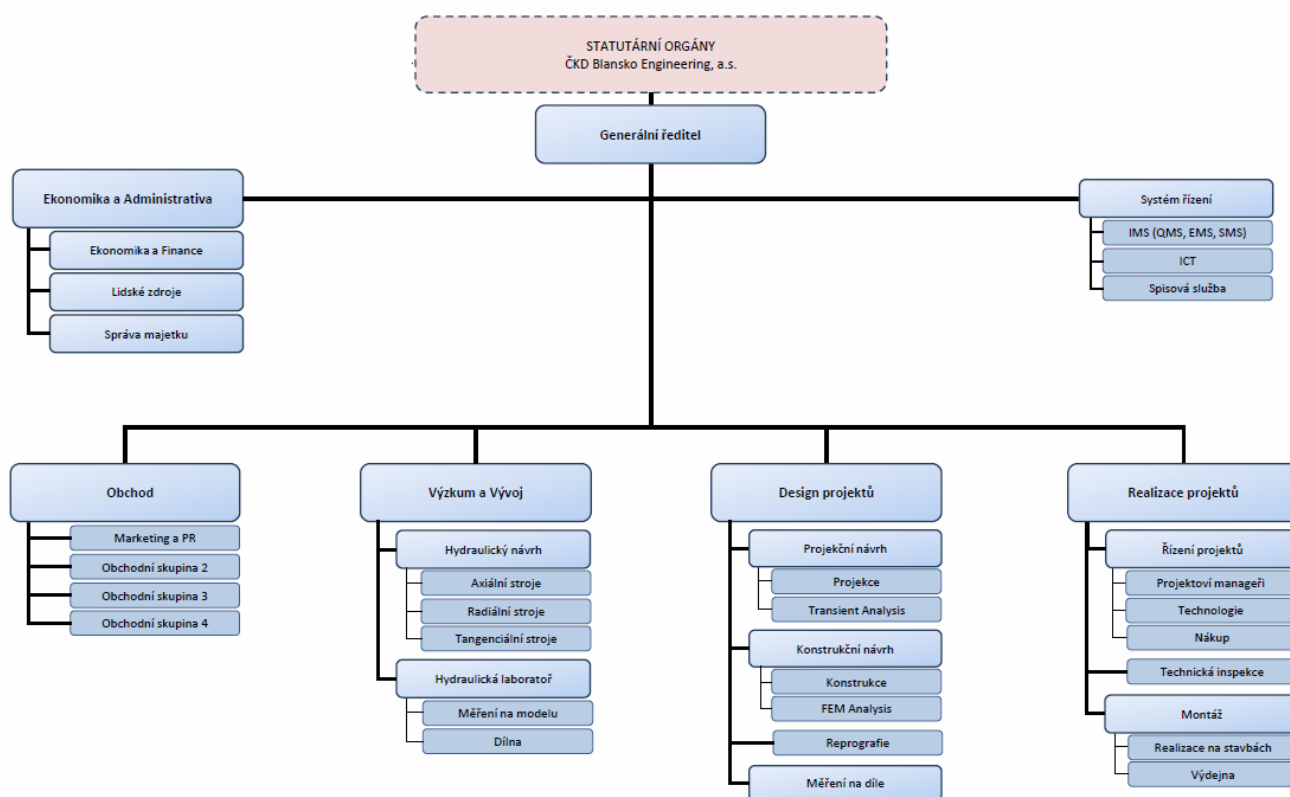 STATUTÁRNÍ ORGÁNY
ČKD Blansko Engineering, a.s.
Generální ředitel
Ekonomika a Administrativa
Ekonomika a Finance
Lidské zdroje
Správa majetku
Systém řízení
IMS (QMS, EMS, SMS)
ICT
Spisová služba
Obchod
Marketing a PR
Obchodní skupina 2
Obchodní skupina 3
Obchodní skupina 4
Výzkum a Vývoj
Hydraulický návrh
Axiální stroje
Radiální stroje
Tangenciální stroje
Hydraulická laboratoř
Měření na modelu
Dílna
Design projektů
Projekční návrh
Projekce
Transient Analysis
Konstrukční návrh
Konstrukce
FEM Analysis
Reprografie
Měření na díle
Realizace projektů
Řízení projektů
Projektoví manageři
Technologie
Nákup
Technická inspekce
Montáž
Realizace na stavbách
Výdejna